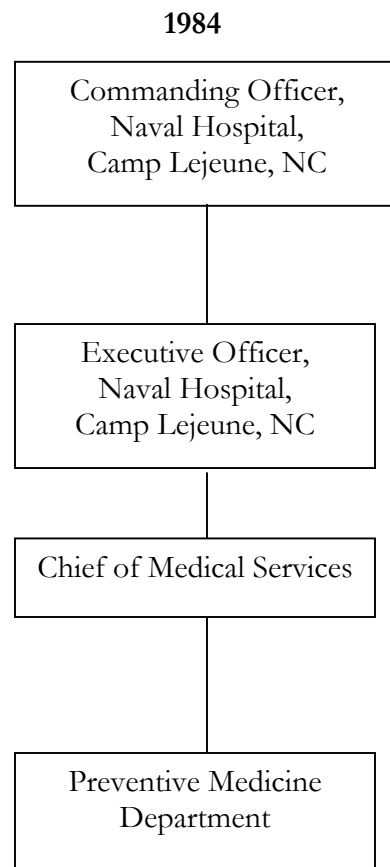 1984
Commanding Officer,
Naval Hospital,
Camp Lejeune, NC
Executive Officer,
Naval Hospital,
Camp Lejeune, NC
Chief of Medical Services
Preventive Medicine
Department